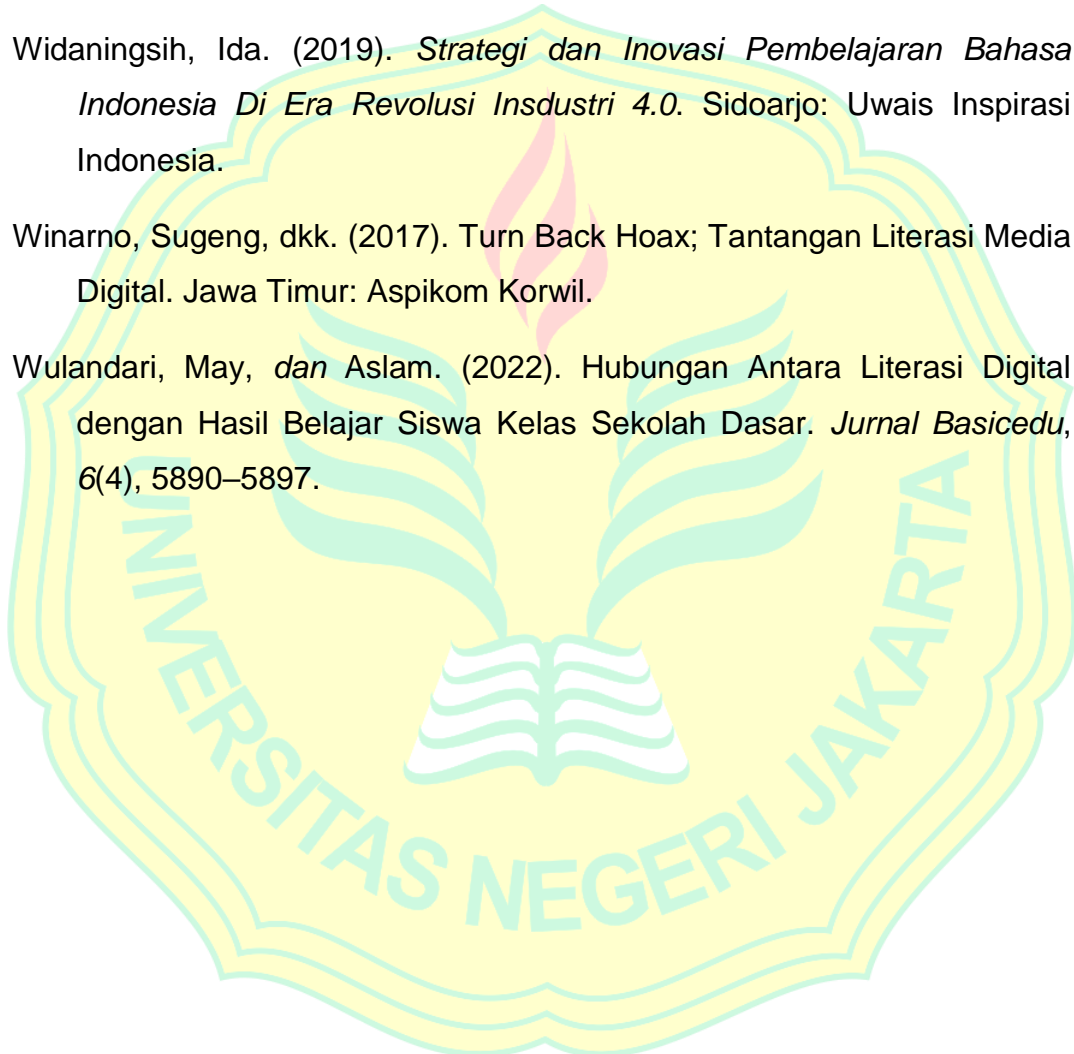 Widaningsih, Ida. (2019). Strategi dan Inovasi Pembelajaran Bahasa
Indonesia Di Era Revolusi Insdustri 4.0. Sidoarjo: Uwais Inspirasi
Indonesia.
Winarno, Sugeng, dkk. (2017). Turn Back Hoax; Tantangan Literasi Media
Digital. Jawa Timur: Aspikom Korwil.
Wulandari, May, dan Aslam. (2022). Hubungan Antara Literasi Digital
dengan Hasil Belajar Siswa Kelas Sekolah Dasar. Jurnal Basicedu,
6(4), 5890–5897.
UNIVERSITAS NEGERI JAKARTA